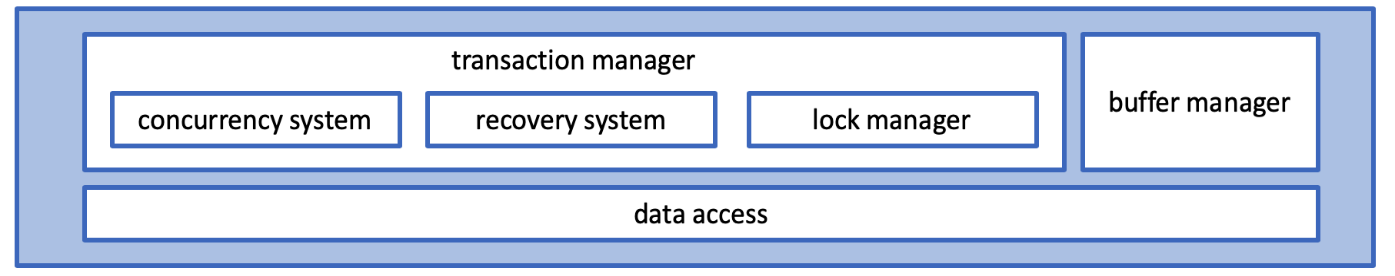 transaction manager
concurrency system
recovery system
lock manager
buffer manager
data access